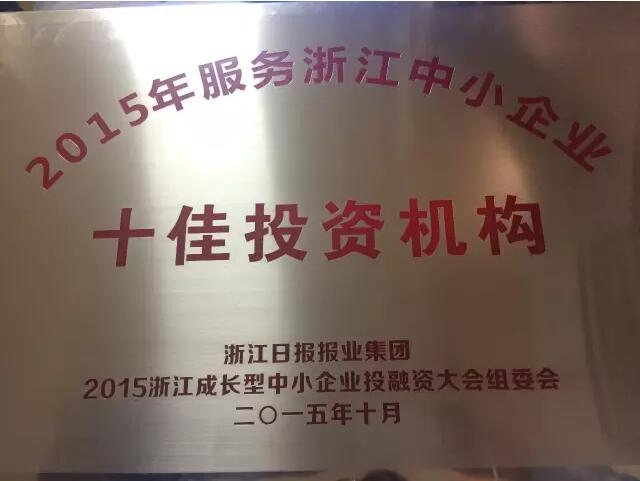 2015年服务浙江中小企业
十佳投资机构
浙江日报报业集团
2015浙江成长型中小企业投融资大会组委会
二〇一五年十月